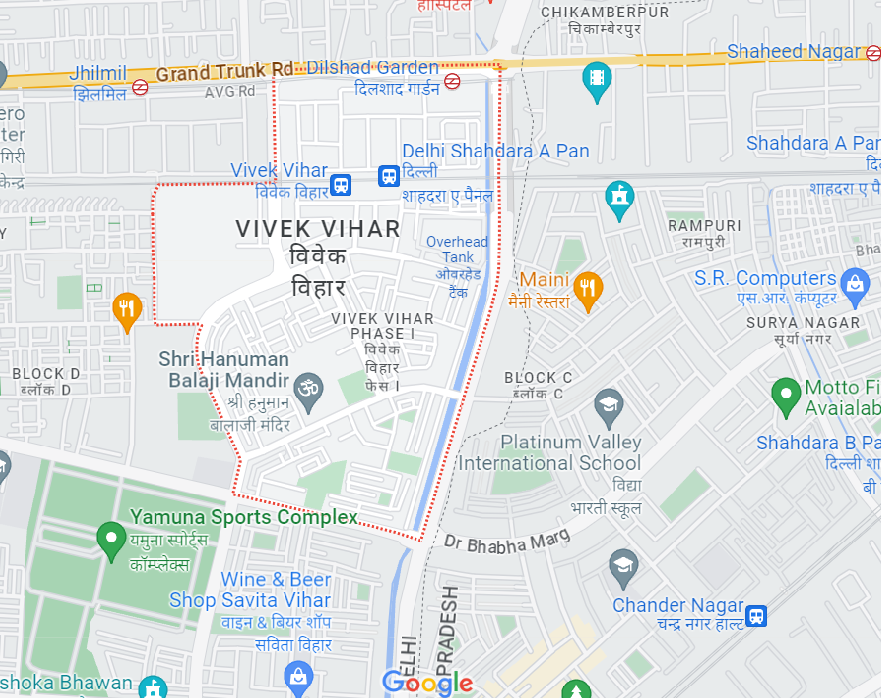 हॉस्पिटल
CHIKAMBERPUR
चिकाम्बेरपुर
Shaheed Nagar
Jhilmil
झिलमिल
Grand Trunk Rd
Dilshad Garden
दिलशाद गार्डन
AVG Rd
ero
ter
गिरी
केन्द्र
Vivek Vihar
विवेक विहार
Delhi Shahdara A Pan
दिल्ली
शाहदरा ए पैनल
Shahdara A Par
शाहदरा ए पै
Y
VIVEK VIHAR
विवेक
विहार
Overhead
Tank
ओवरहेड
टैंक
RAMPURI
रामपुरी
Bha
Maini
मैनी रेस्तरां
S.R. Computers
एस.आर. कंप्यूटर
SURYA NAGAR
सूर्या नगर
VIVEK VIHAR
PHASE I
विवेक
विहार
फेस I
Shri Hanuman
Balaji Mandir
श्री हनुमान
बालाजी मंदिर
BLOCK D
ब्लॉक D
BLOCK C
ब्लॉक C
Motto Fi
Avaialab
Platinum Valley
International School
विद्या
भारती स्कूल
Shahdara B Pa
दिल्ली शा
बी
Yamuna Sports Complex
यमुना स्पोर्ट्स
कॉम्प्लेक्स
Dr Bhabha Marg
Wine & Beer
Shop Savita Vihar
वाइन & बियर शॉप
सविता विहार
Chander Nagar
चन्द्र नगर हाल्ट
ELHI
PRADESH
shoka Bhawan
Google